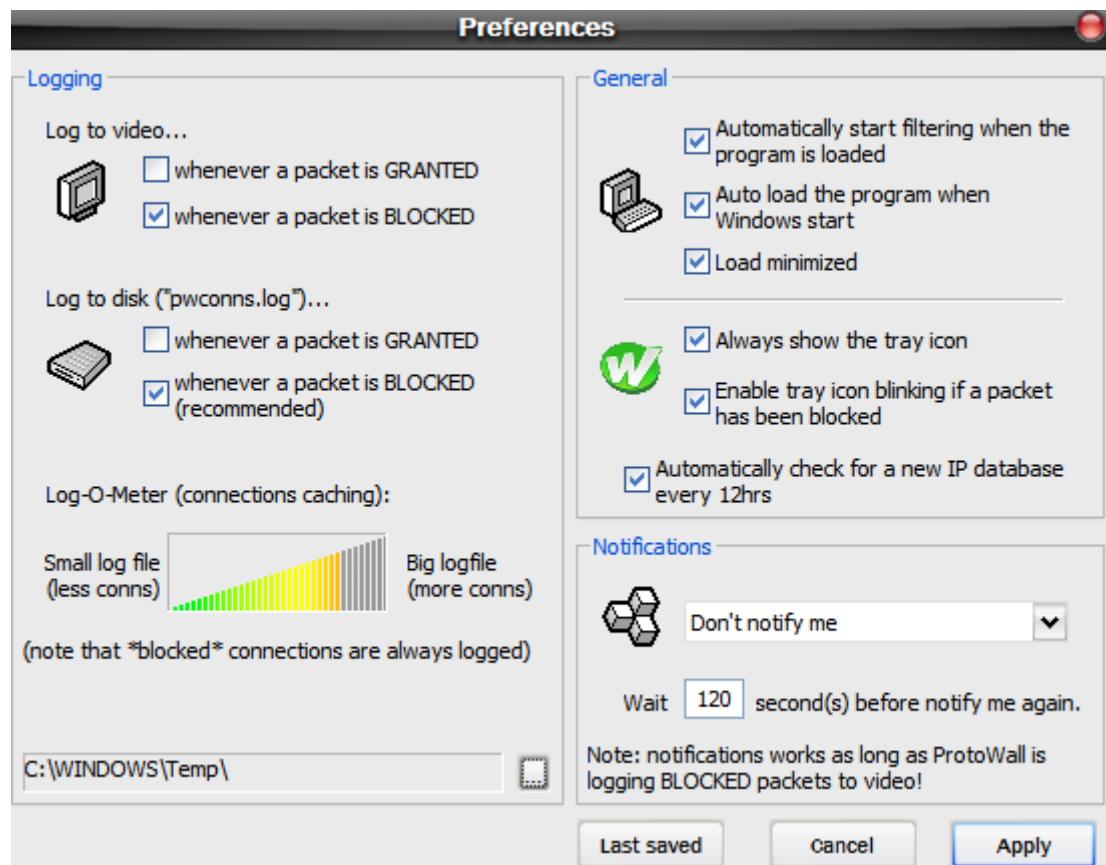 Preferences
Logging
Log to video...
whenever a packet is GRANTED
whenever a packet is BLOCKED
Log to disk ("pwconns.log")...
whenever a packet is GRANTED
whenever a packet is BLOCKED
(recommended)
Log-O-Meter (connections caching):
Small log file
(less conns)
Big logfile
(more conns)
(note that *blocked* connections are always logged)
C:\WINDOWS\Temp\
General
Automatically start filtering when the
program is loaded
Auto load the program when
Windows start
Load minimized
W
Always show the tray icon
Enable tray icon blinking if a packet
has been blocked
Automatically check for a new IP database
every 12hrs
Notifications
Don't notify me
Wait 120 second(s) before notify me again.
Note: notifications works as long as ProtoWall is
logging BLOCKED packets to video!
Last saved
Cancel
Apply